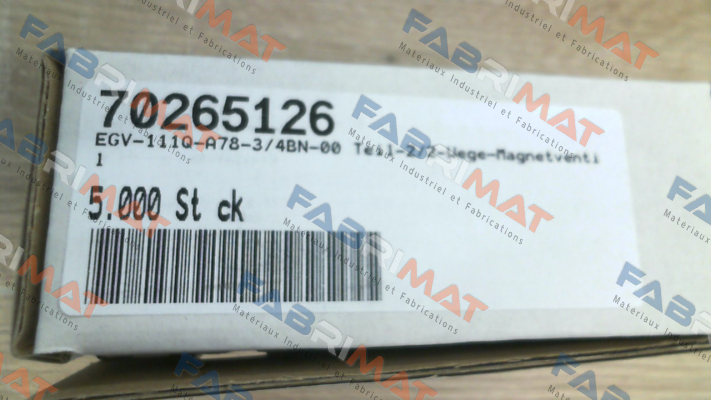 70265126
EGV-111Q-A78-3/4BN-00 2/2-Wege-Magnetventi
l
5.000 St ck
FABRIMAT
Matériaux Industriel et Fabrications